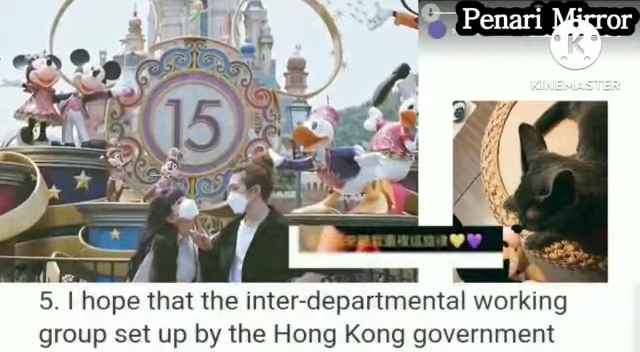 Penari Mirror
K
KINEMASTER
15
5. I hope that the inter-departmental working
group set up by the Hong Kong government